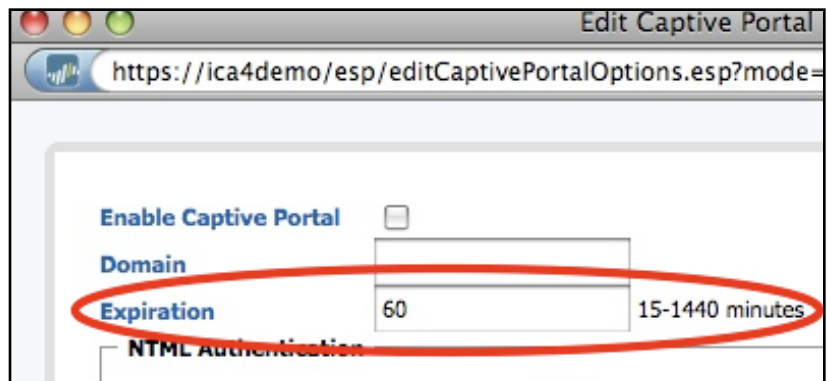 Edit Captive Portal
https://ica4demo/esp/editCaptivePortalOptions.esp?mode=
Enable Captive Portal
Domain
Expiration 60 15-1440 minutes
NTML Authentication